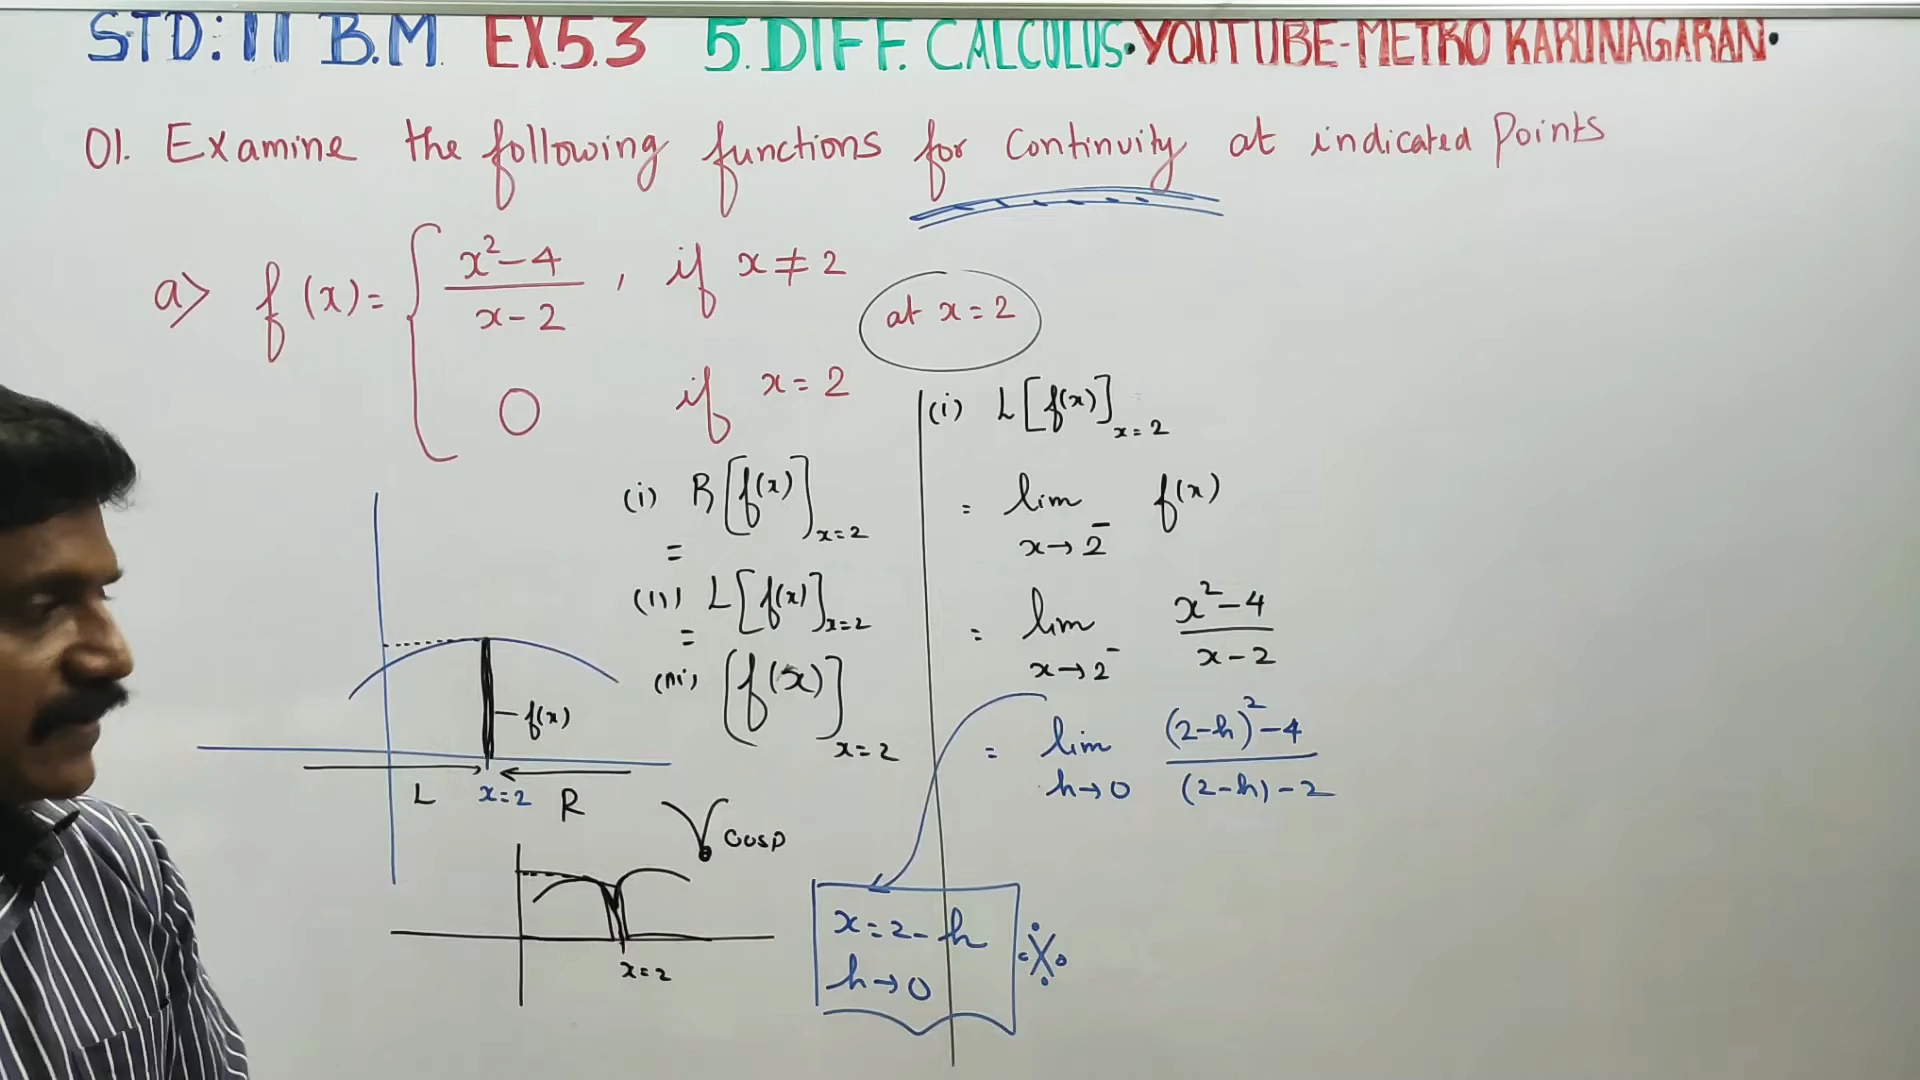 STD: 11 B.M. EX.5.3 5. DIFF. CALCULUS • YOUTUBE-METRO KARUNAGARAN •
01. Examine the following functions for Continuity at indicated Points
a) f(x) = { x²-4 / x-2 , if x ≠ 2
0 if x = 2
at x = 2
(i) R[f(x)] x=2
=
(ii) L[f(x)] x=2
=
(iii) [f(x)] x=2
f(x)
L x=2 R
Cusp
x=2
(i) L[f(x)] x=2
= lim x→2⁻ f(x)
= lim x→2⁻ x²-4 / x-2
= lim h→0 (2-h)²-4 / (2-h)-2
x=2-h
h→0